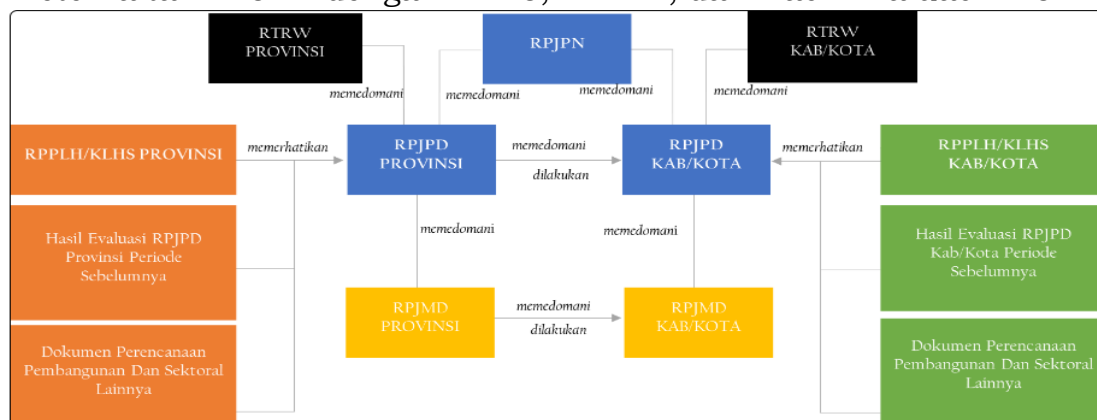 RTRW
PROVINSI
RPJPN
RTRW
KAB/KOTA
memedomani
memedomani
memedomani
memedomani
RPPLH/KLHS PROVINSI
memerhatikan
RPJPD
PROVINSI
memedomani
dilakukan
RPJPD
KAB/KOTA
memerhatikan
RPPLH/KLHS
KAB/KOTA
Hasil Evaluasi RPJPD
Provinsi Periode
Sebelumnya
memedomani
memedomani
Hasil Evaluasi RPJPD
Kab/Kota Periode
Sebelumnya
RPJMD
PROVINSI
memedomani
dilakukan
RPJMD
KAB/KOTA
Dokumen Perencanaan
Pembangunan Dan Sektoral
Lainnya
Dokumen Perencanaan
Pembangunan Dan Sektoral
Lainnya